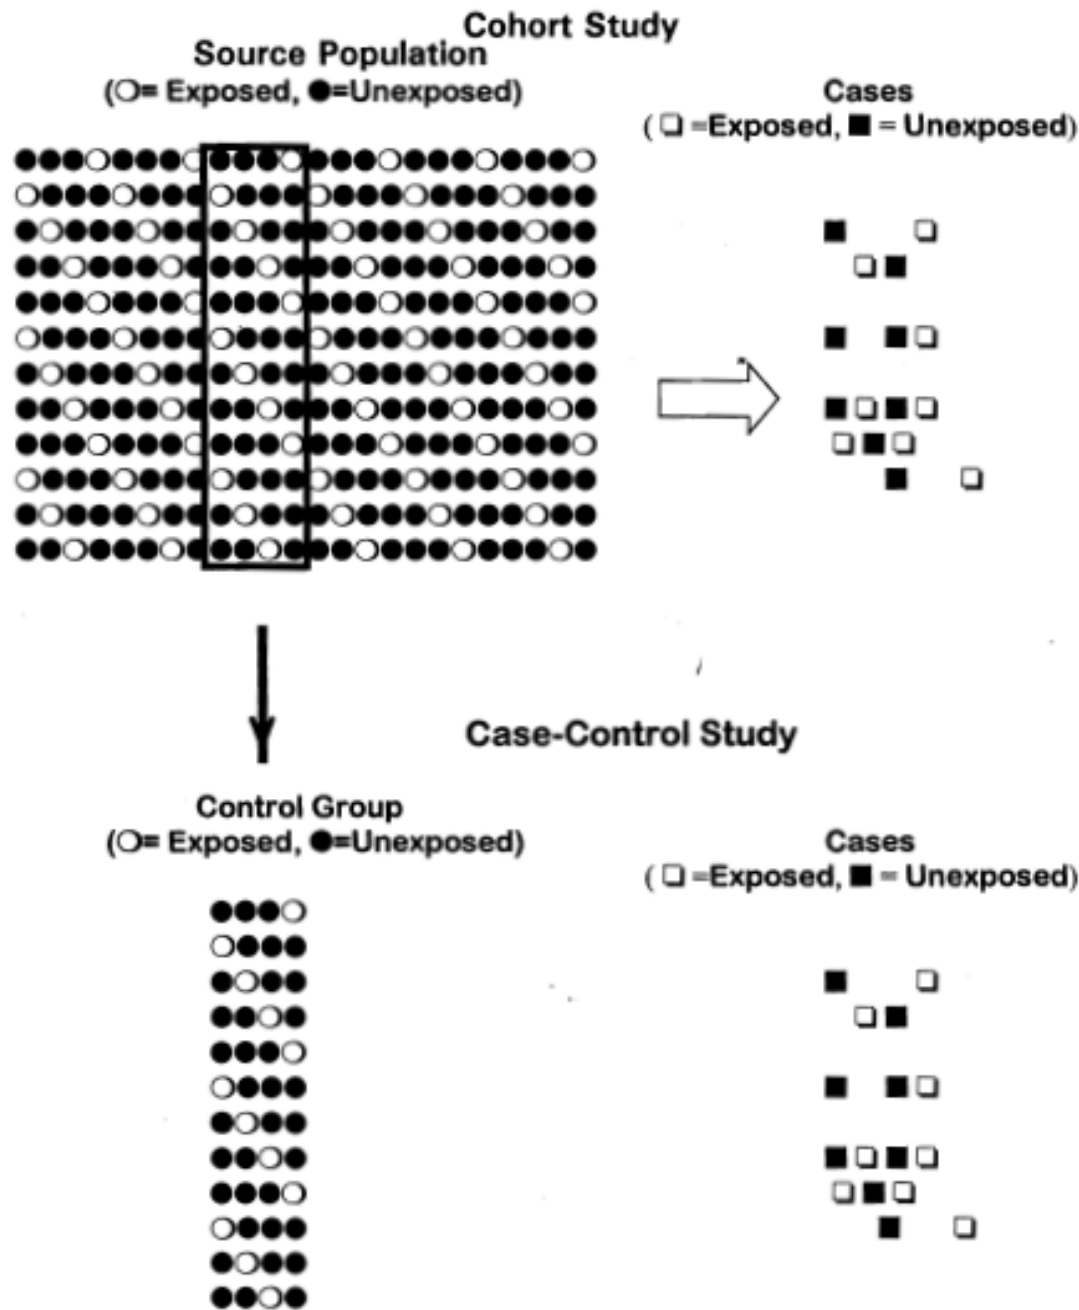 Cohort Study
Source Population
(○= Exposed, ●=Unexposed)
Cases
( ❏ =Exposed, ■ = Unexposed)
Case-Control Study
Control Group
(○= Exposed, ●=Unexposed)
Cases
( ❏ =Exposed, ■ = Unexposed)